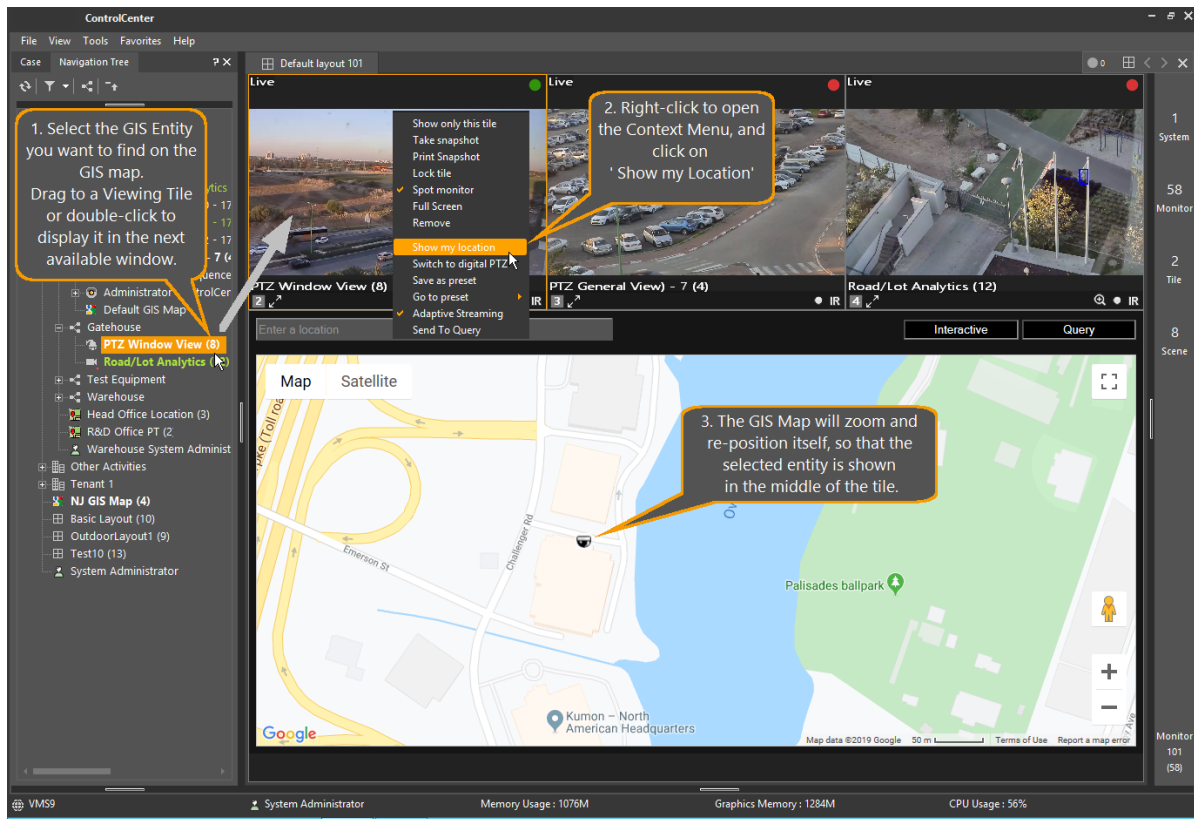 ControlCenter
File View Tools Favorites Help
Case Navigation Tree
Default layout 101
0
1. Select the GIS Entity
you want to find on the
GIS map.
Drag to a Viewing Tile
or double-click to
display it in the next
available window.
- 17
- 17
- 17
- 7 (4
Administrator
Default GIS Map
Gatehouse
PTZ Window View (8)
Road/Lot Analytics
Test Equipment
Warehouse
Head Office Location (3)
R&D Office PT (2
Warehouse System Administ
Other Activities
Tenant 1
NJ GIS Map (4)
Basic Layout (10)
OutdoorLayout1 (9)
Test10 (13)
System Administrator
Live
Live
Live
Show only this tile
Take snapshot
Print Snapshot
Lock tile
Spot monitor
Full Screen
Remove
Show my location
Switch to digital PTZ
Save as preset
Go to preset
Adaptive Streaming
Send To Query
2. Right-click to open
the Context Menu, and
click on
' Show my Location'
PTZ Window View (8)
2
IR
PTZ General View) - 7 (4)
3
IR
Road/Lot Analytics (12)
4
IR
1
System
58
Monitor
2
Tile
8
Scene
Enter a location
Interactive
Query
Map Satellite
3. The GIS Map will zoom and
re-position itself, so that the
selected entity is shown
in the middle of the tile.
Emerson St
Challenger Rd
Palisades ballpark
Kumon – North
American Headquarters
Google
Map data ©2019 Google 50 m Terms of Use Report a map error
Monitor
101
(58)
VMS9
System Administrator
Memory Usage : 1076M
Graphics Memory : 1284M
CPU Usage : 56%